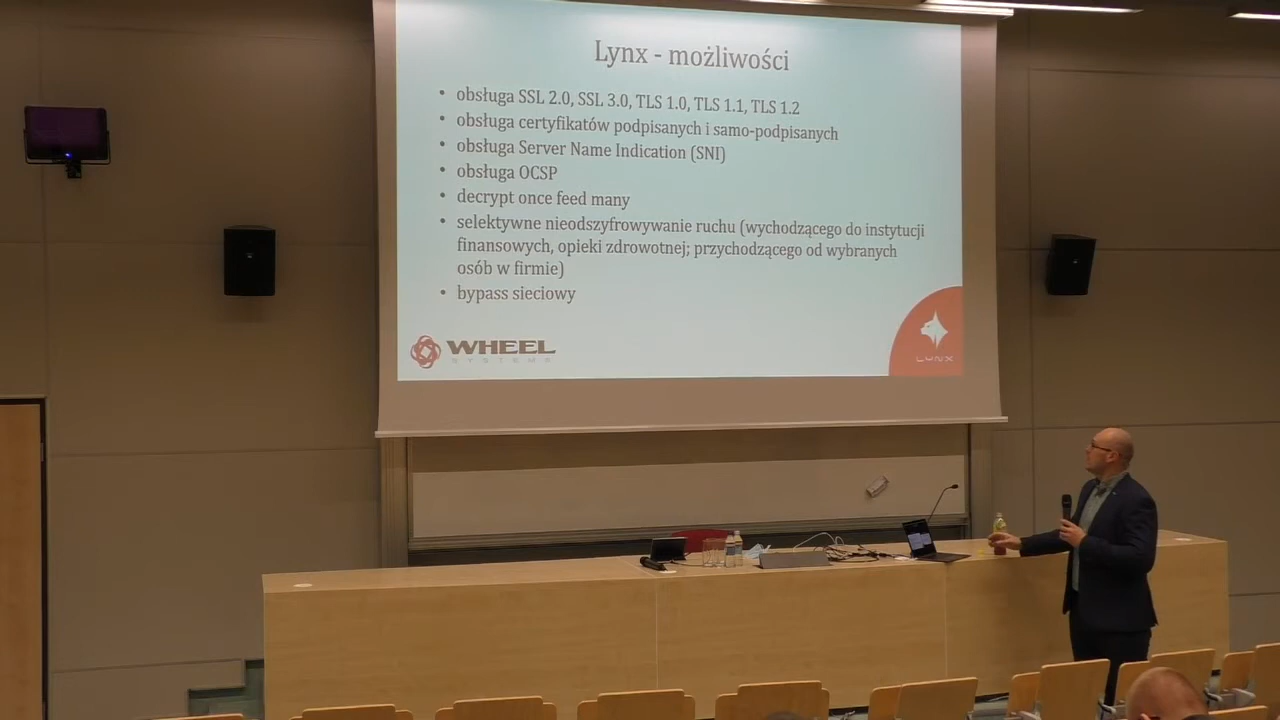 Lynx - możliwości
• obsługa SSL 2.0, SSL 3.0, TLS 1.0, TLS 1.1, TLS 1.2
• obsługa certyfikatów podpisanych i samo-podpisanych
• obsługa Server Name Indication (SNI)
• obsługa OCSP
• decrypt once feed many
• selektywne nieodszyfrowywanie ruchu (wychodzącego do instytucji
finansowych, opieki zdrowotnej; przychodzącego od wybranych
osób w firmie)
• bypass sieciowy
WHEEL
SYSTEMS
LYNX